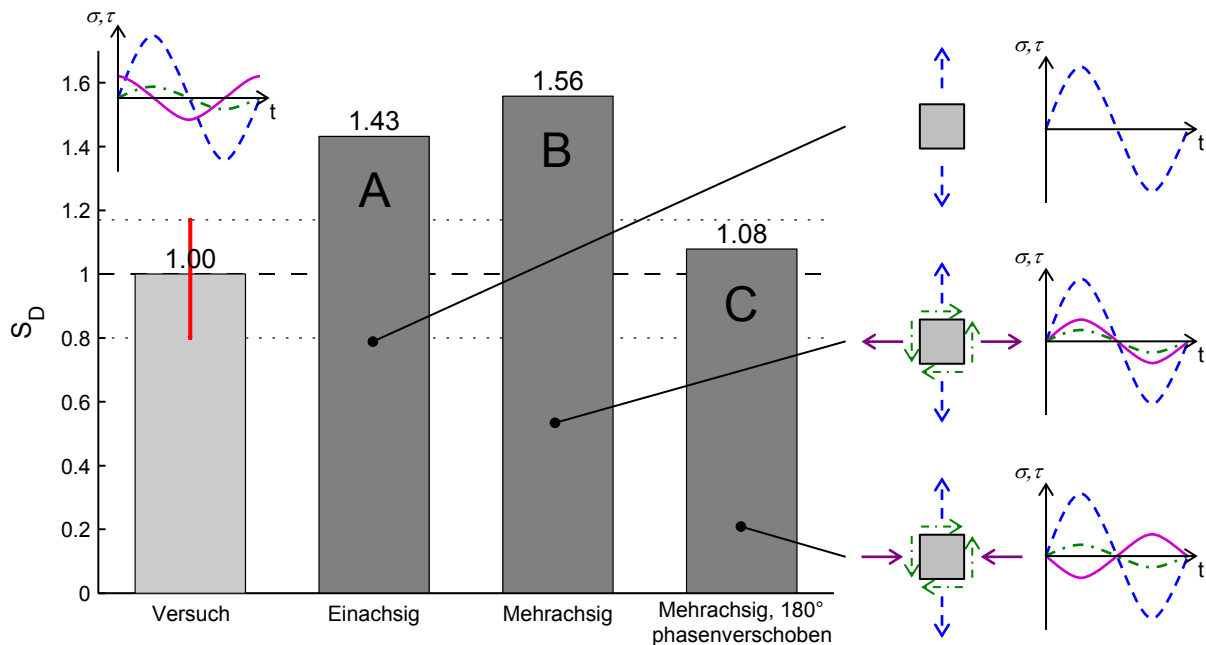 σ,τ
t
1.6
1.4
1.2
1
0.8
0.6
0.4
0.2
0
S_D
1.00
1.43
A
1.56
B
1.08
C
Versuch
Einachsig
Mehrachsig
Mehrachsig, 180°
phasenverschoben
σ,τ
t
σ,τ
t
σ,τ
t